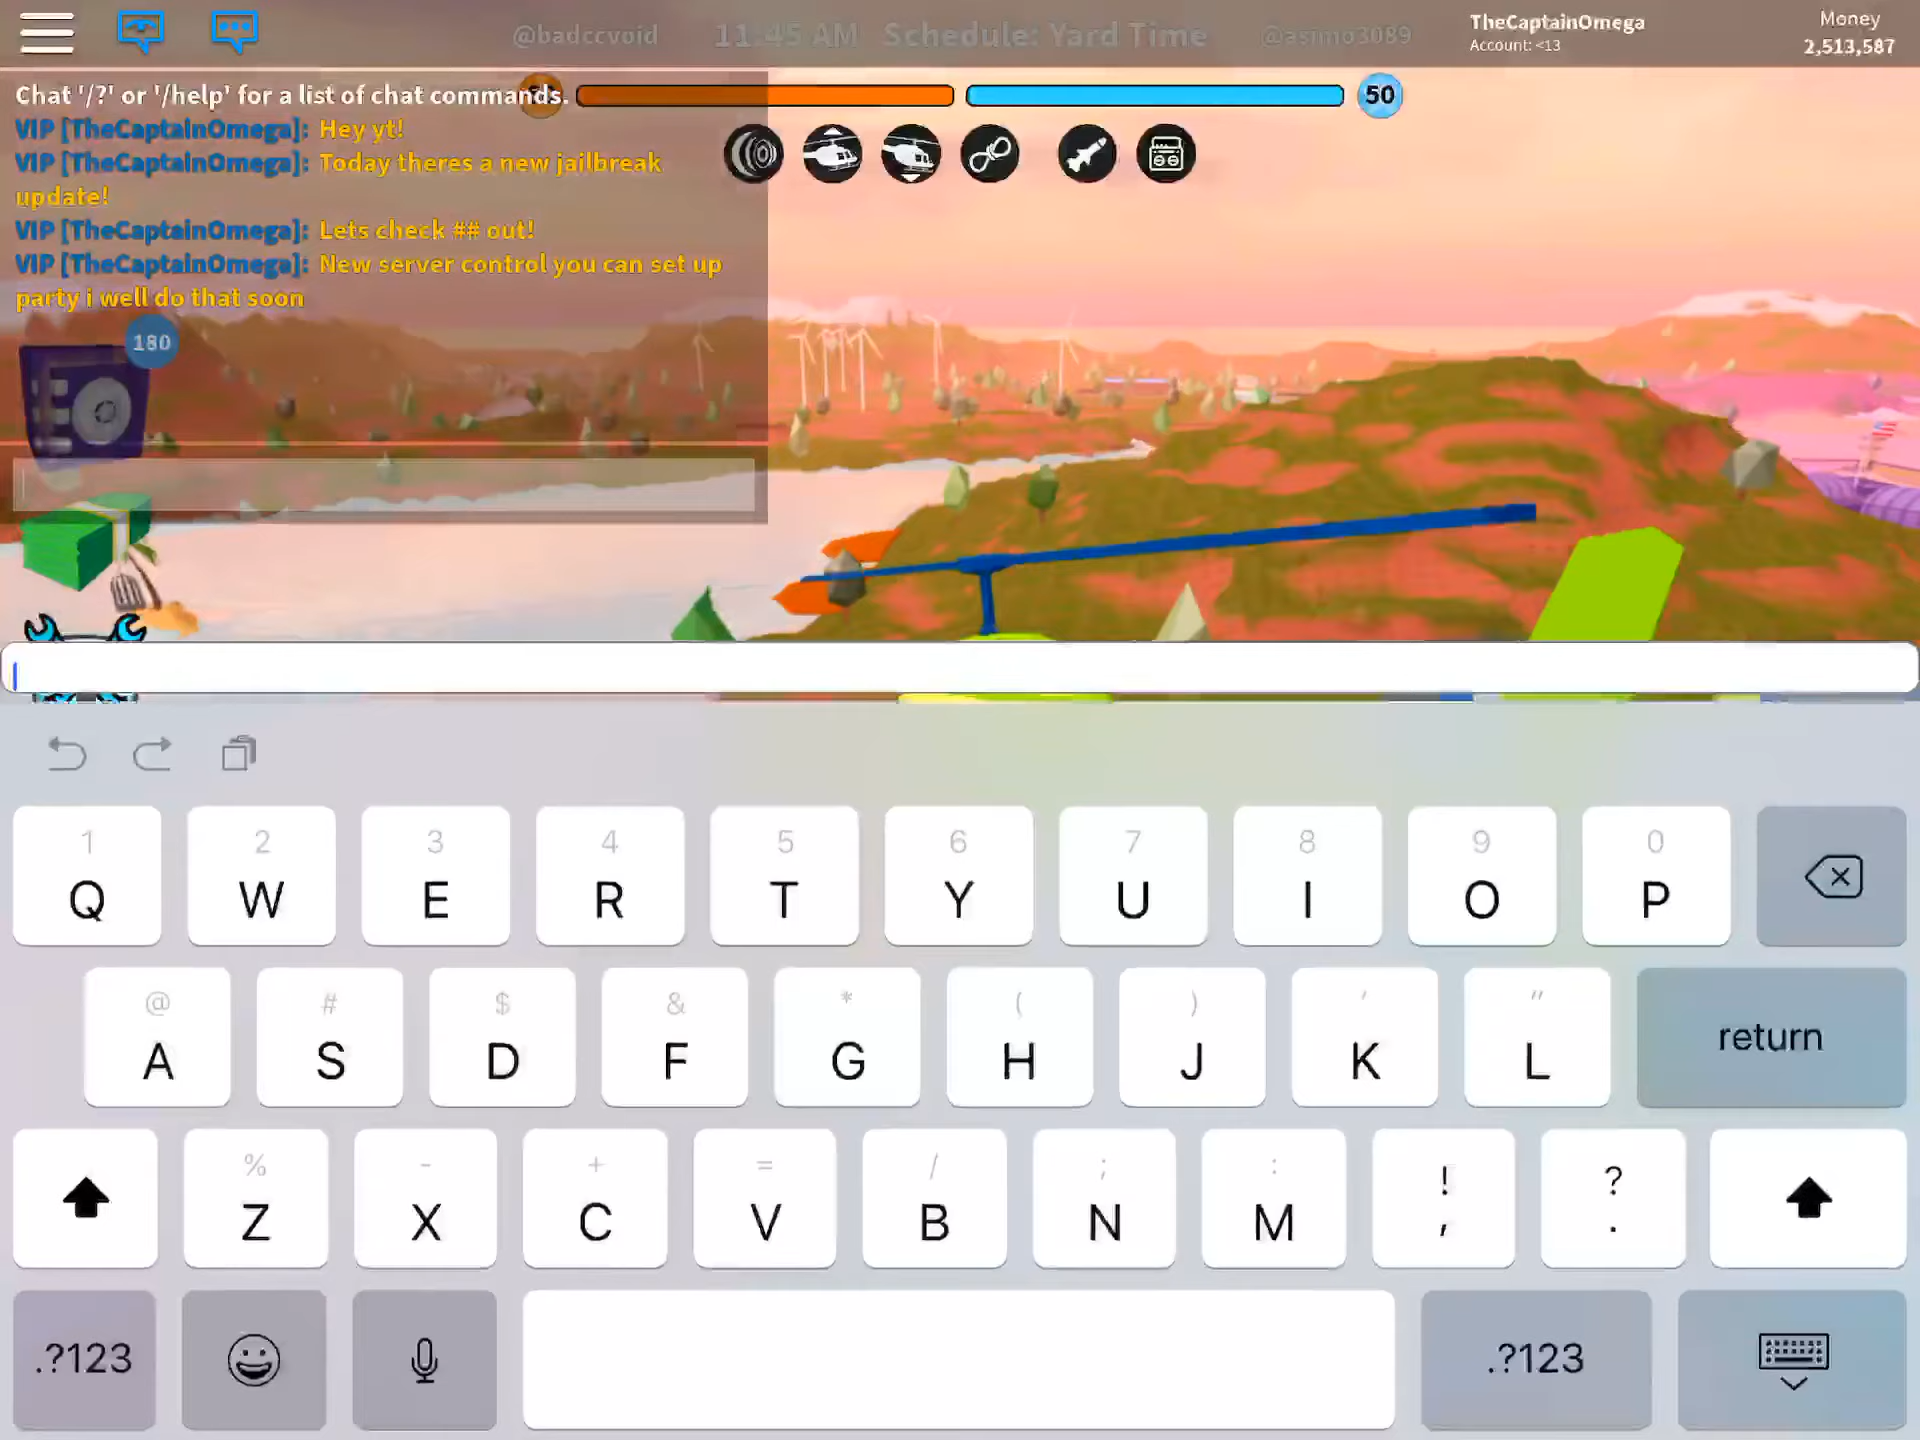 @badccvoid 11:45 AM Schedule: Yard Time @asimo3089
TheCaptainOmega
Account: <13
Money
2,513,587
Chat '/?' or '/help' for a list of chat commands.
VIP [TheCaptainOmega]: Hey yt!
VIP [TheCaptainOmega]: Today theres a new jailbreak
update!
VIP [TheCaptainOmega]: Lets check ## out!
VIP [TheCaptainOmega]: New server control you can set up
party i well do that soon
50
180
1 2 3 4 5 6 7 8 9 0
Q W E R T Y U I O P
@ # $ & * ( ) ' "
A S D F G H J K L return
% - + = / ; : ! ?
Z X C V B N M , .
.?123 .?123